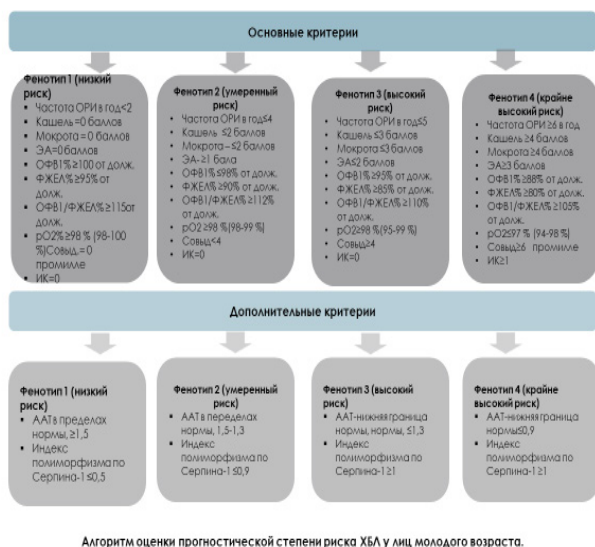 Основные критерии
Фенотип 1 (низкий
риск)
• Частота ОРИ в год<2
• Кашель =0 баллов
• Мокрота = 0 баллов
• ЭА=0 баллов
• ОФВ1%≥100 от долж.
• ФЖЕЛ%≥95% от
долж.
• ОФВ1/ФЖЕЛ%≥115от
долж.
• рО2%≥98 % (98-100
%)Совыд.= 0
промилле
• ИК=0
Фенотип 2 (умеренный
риск)
• Частота ОРИ в год≤4
• Кашель ≤2 баллов
• Мокрота – ≤2 баллов
• ЭА- ≥1 бала
• ОФВ1%≤98% от долж.
• ФЖЕЛ%≥90% от долж.
• ОФВ1/ФЖЕЛ%≥112%
от долж.
• рО2 ≥98 %(98-99 %)
• Совыд<4
• ИК=0
Фенотип 3 (высокий
риск)
• Частота ОРИ в год≤5
• Кашель ≤3 баллов
• Мокрота ≤3 баллов
• ЭА≤2 баллов
• ОФВ1%≥95% от долж.
• ФЖЕЛ%≥85% от долж.
• ОФВ1/ФЖЕЛ%≥110%
от долж.
• рО2≥98 %(95-99 %)
• Совыд≥4
• ИК=0
Фенотип 4 (крайне
высокий риск)
• Частота ОРИ ≥6 в год
• Кашель ≥4 баллов
• Мокрота ≥4 баллов
• ЭА≥3 баллов
• ОФВ1%≥88% от долж.
• ФЖЕЛ%≥80% от долж.
• ОФВ1/ФЖЕЛ%≥105%
от долж.
• рО2≤97 % (94-98 %)
• Совыд≥6 промилле
• ИК≥1
Дополнительные критерии
Фенотип 1 (низкий
риск)
• ААТ в пределах
нормы, ≥1,5
• Индекс
полиморфизма по
Серпина-1≤0,5
Фенотип 2 (умеренный
риск)
• ААТ в переделах
нормы, 1,5-1,3
• Индекс
полиморфизма по
Серпина-1≤0,9
Фенотип 3 (высокий
риск)
• ААТ-нижняя граница
нормы, нормы, ≤1,3
• Индекс
полиморфизма по
Серпина-1≥1
Фенотип 4 (крайне
высокий риск)
• ААТ-нижняя граница
нормы≤0,9
• Индекс
полиморфизма по
Серпина-1≥1
Алгоритм оценки прогностической степени риска ХБЛ у лиц молодого возраста.